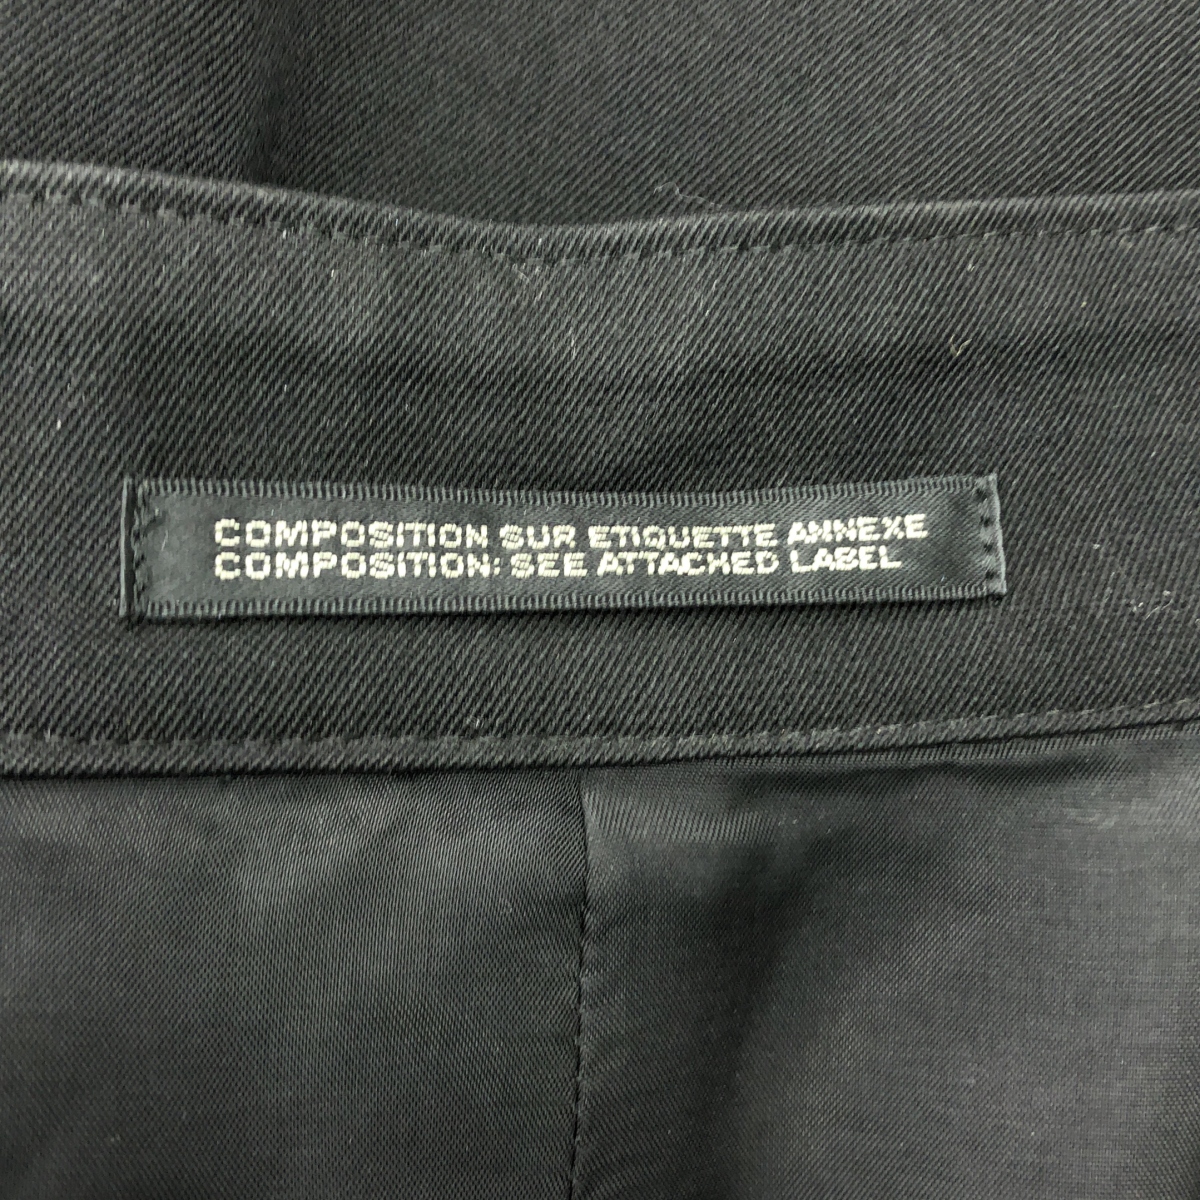 COMPOSITION SUR ETIQUETTE ANNEXE
COMPOSITION: SEE ATTACHED LABEL